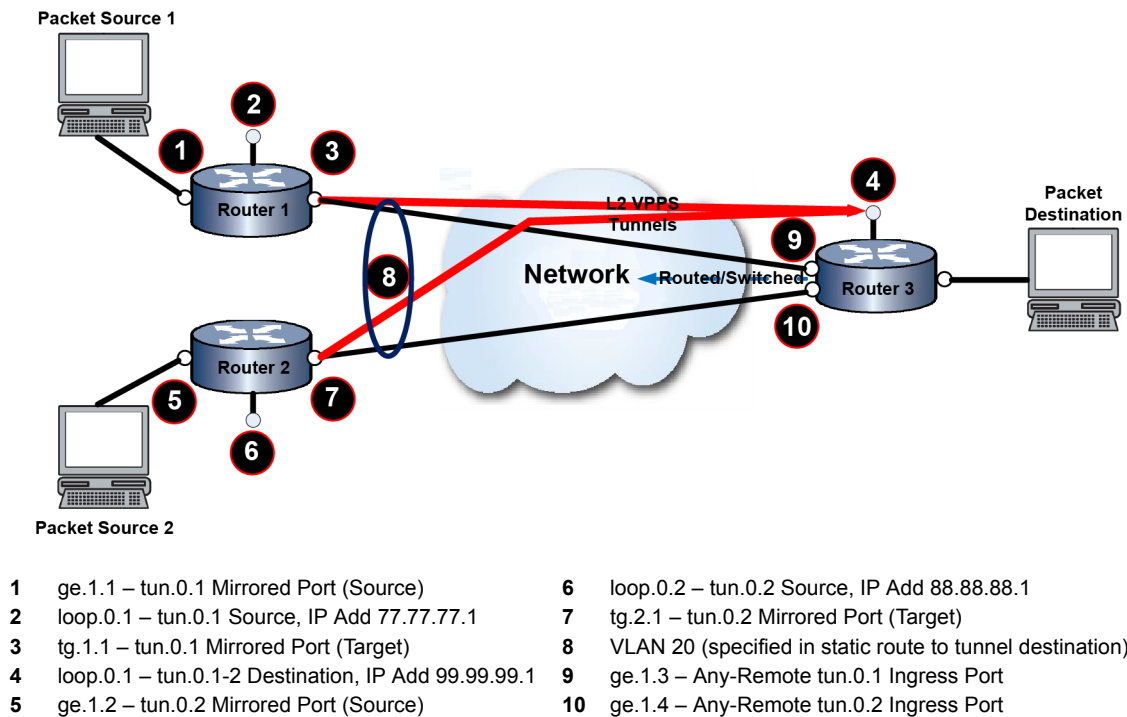 Packet Source 1
2
1
3
4
Router 1
L2 VPPS
Tunnels
Packet
Destination
9
8
Network
Routed/Switched
Router 3
10
Router 2
5
7
6
Packet Source 2
1 ge.1.1 – tun.0.1 Mirrored Port (Source)
2 loop.0.1 – tun.0.1 Source, IP Add 77.77.77.1
3 tg.1.1 – tun.0.1 Mirrored Port (Target)
4 loop.0.1 – tun.0.1-2 Destination, IP Add 99.99.99.1
5 ge.1.2 – tun.0.2 Mirrored Port (Source)
6 loop.0.2 – tun.0.2 Source, IP Add 88.88.88.1
7 tg.2.1 – tun.0.2 Mirrored Port (Target)
8 VLAN 20 (specified in static route to tunnel destination)
9 ge.1.3 – Any-Remote tun.0.1 Ingress Port
10 ge.1.4 – Any-Remote tun.0.2 Ingress Port